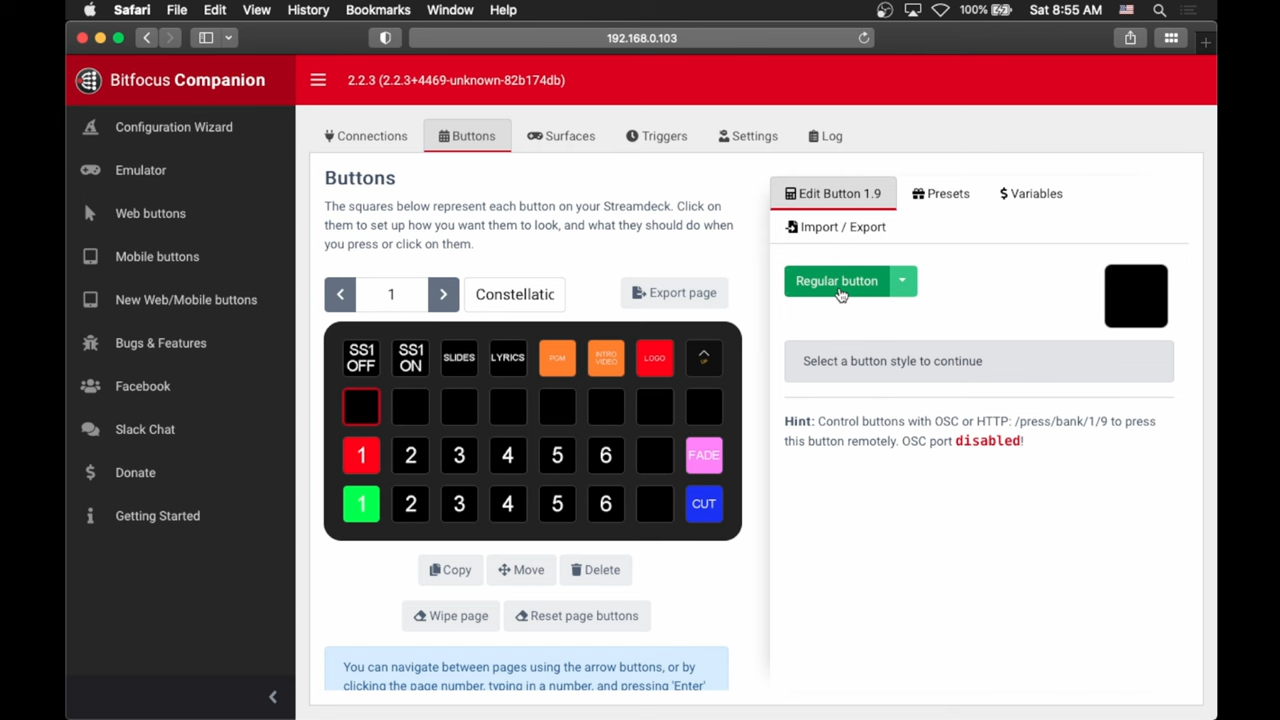 Safari File Edit View History Bookmarks Window Help 100% Sat 8:55 AM
192.168.0.103
Bitfocus Companion
2.2.3 (2.2.3+4469-unknown-82b174db)
Configuration Wizard
Emulator
Web buttons
Mobile buttons
New Web/Mobile buttons
Bugs & Features
Facebook
Slack Chat
Donate
Getting Started
Connections Buttons Surfaces Triggers Settings Log
Buttons
The squares below represent each button on your Streamdeck. Click on
them to set up how you want them to look, and what they should do when
you press or click on them.
1 Constellatic Export page
SS1 OFF SS1 ON SLIDES LYRICS PGM INTRO VIDEO LOGO UP
1 2 3 4 5 6 FADE
1 2 3 4 5 6 CUT
Copy Move Delete
Wipe page Reset page buttons
You can navigate between pages using the arrow buttons, or by
clicking the page number, typing in a number, and pressing 'Enter'
Edit Button 1.9 Presets $ Variables
Import / Export
Regular button
Select a button style to continue
Hint: Control buttons with OSC or HTTP: /press/bank/1/9 to press
this button remotely. OSC port disabled!